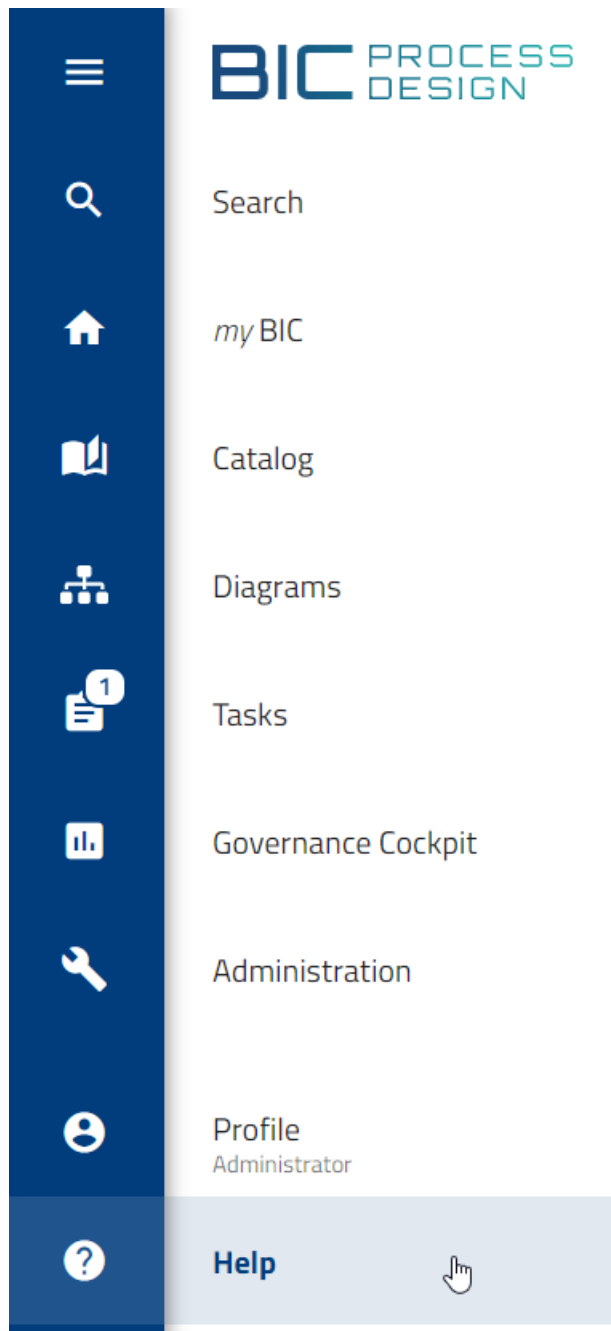 BIC PROCESS
DESIGN
Search
my BIC
Catalog
Diagrams
1
Tasks
Governance Cockpit
Administration
Profile
Administrator
?
Help